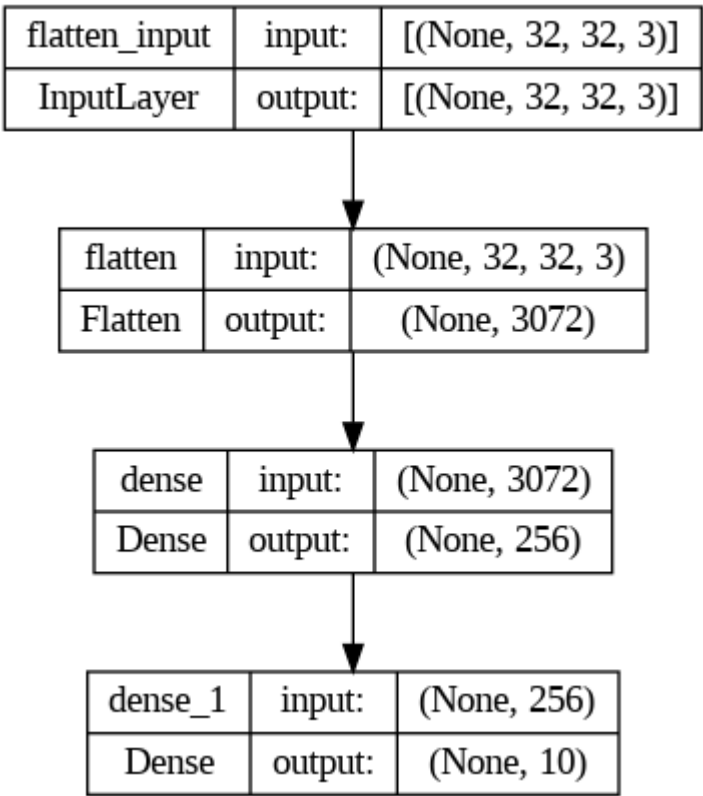 flatten_input input: [(None, 32, 32, 3)]
InputLayer output: [(None, 32, 32, 3)]
flatten input: (None, 32, 32, 3)
Flatten output: (None, 3072)
dense input: (None, 3072)
Dense output: (None, 256)
dense_1 input: (None, 256)
Dense output: (None, 10)